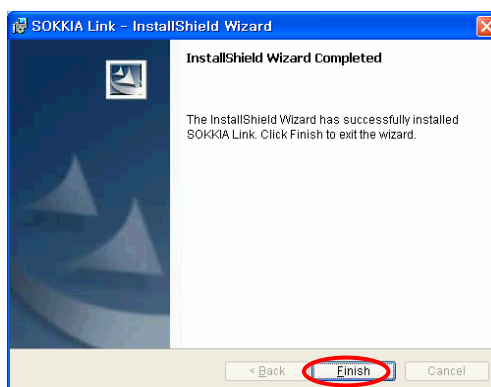 SOKKIA Link - InstallShield Wizard
InstallShield Wizard Completed
The InstallShield Wizard has successfully installed
SOKKIA Link. Click Finish to exit the wizard.
< Back
Finish
Cancel